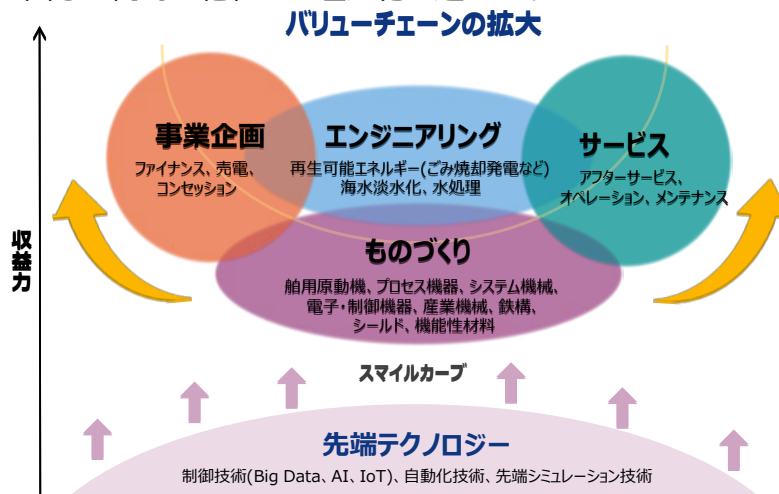 バリューチェーンの拡大
事業企画
ファイナンス、売電、
コンセッション
エンジニアリング
再生可能エネルギー(ごみ焼却発電など)
海水淡水化、水処理
サービス
アフターサービス、
オペレーション、メンテナンス
収益力
ものづくり
舶用原動機、プロセス機器、システム機械、
電子・制御機器、産業機械、鉄構、
シールド、機能性材料
スマイルカーブ
先端テクノロジー
制御技術(Big Data、AI、IoT)、自動化技術、先端シミュレーション技術